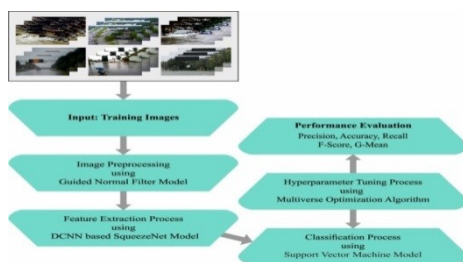 Input: Training Images
Image Preprocessing
using
Guided Normal Filter Model
Feature Extraction Process
using
DCNN based SqueezeNet Model
Performance Evaluation
Precision, Accuracy, Recall
F-Score, G-Mean
Hyperparameter Tuning Process
using
Multiverse Optimization Algorithm
Classification Process
using
Support Vector Machine Model